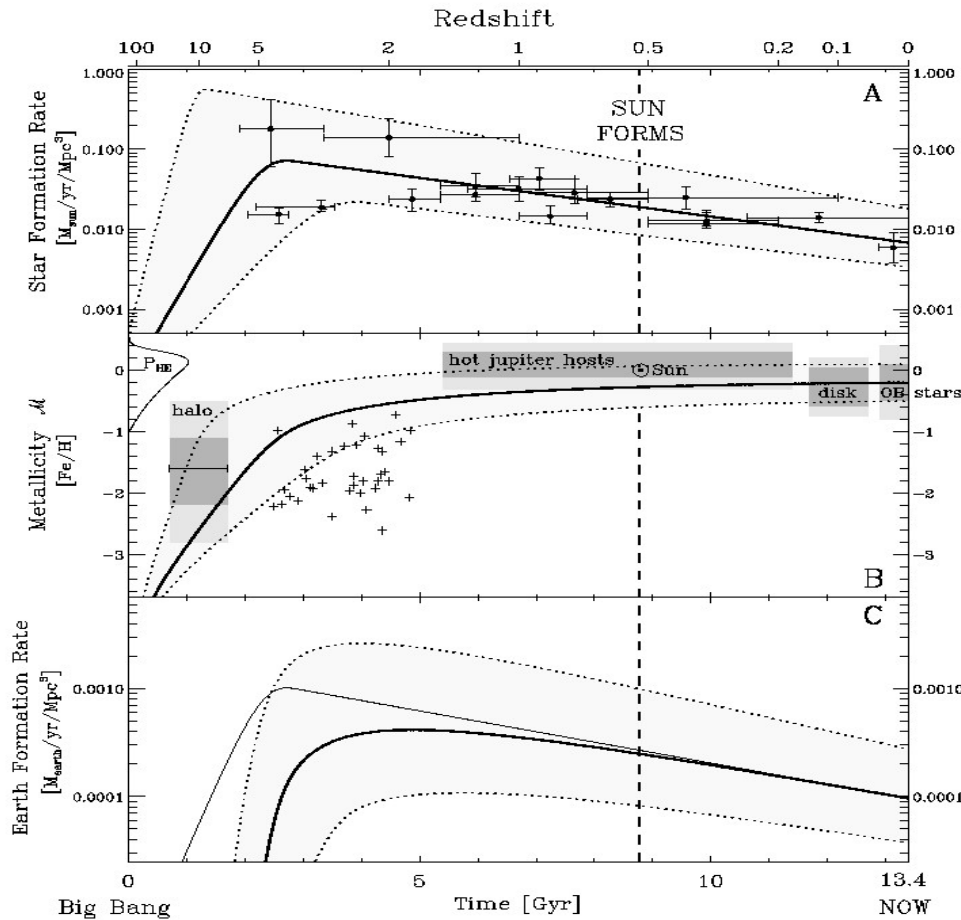 Redshift
100 10 5 2 1 0.5 0.2 0.1 0
Star Formation Rate
[M_sun/yr/Mpc³]
1.000
0.100
0.010
0.001
A
SUN
FORMS
1.000
0.100
0.010
0.001
Metallicity ℳ
[Fe/H]
0
-1
-2
-3
P_HE
halo
hot jupiter hosts
Sun
disk
OB stars
B
0
-1
-2
-3
Earth Formation Rate
[M_earth/yr/Mpc³]
0.0010
0.0001
C
0.0010
0.0001
0 5 10 13.4
Big Bang Time [Gyr] NOW